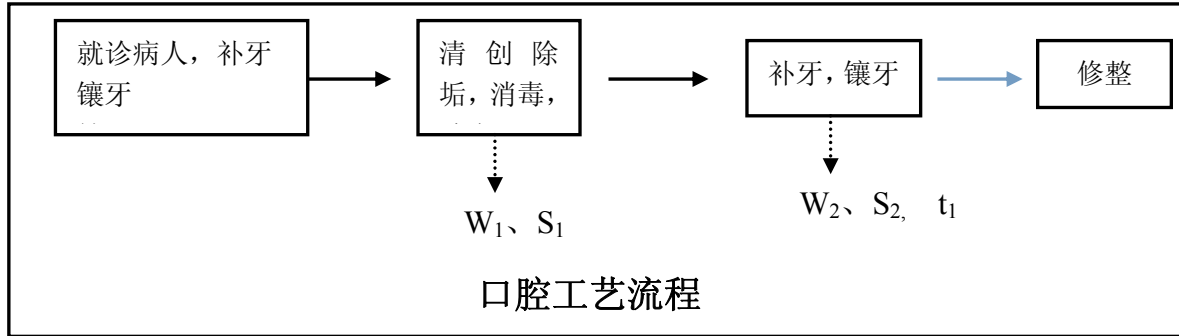 就诊病人，补牙
镶牙
清创除
垢，消毒，
补牙，镶牙
修整
W₁、S₁
W₂、S₂, t₁
口腔工艺流程